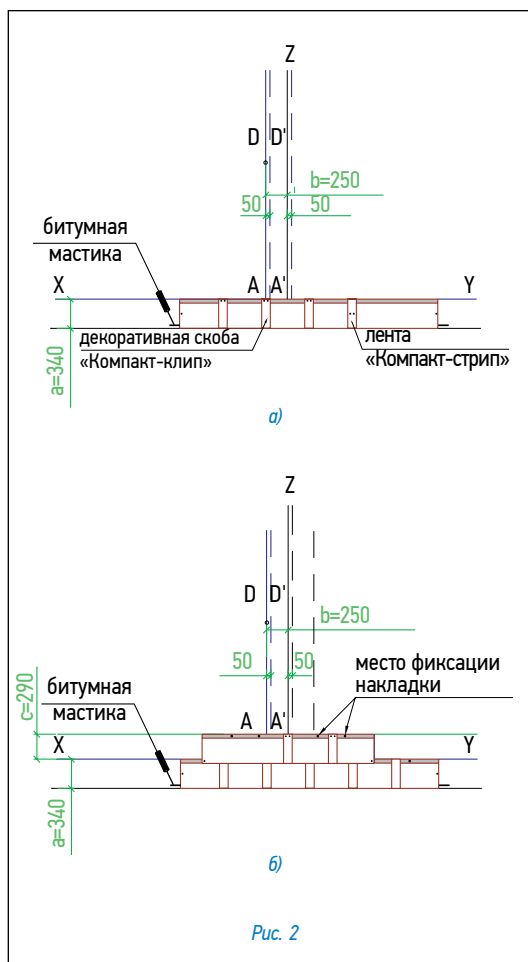 Z
D D'
b=250
50 50
битумная
мастика
X A A' Y
декоративная скоба
«Компакт-клип»
лента
«Компакт-стрип»
a=340
а)
Z
D D'
b=250
50 50
место фиксации
накладки
битумная
мастика
c=290
A A'
X Y
a=340
б)
Рис. 2